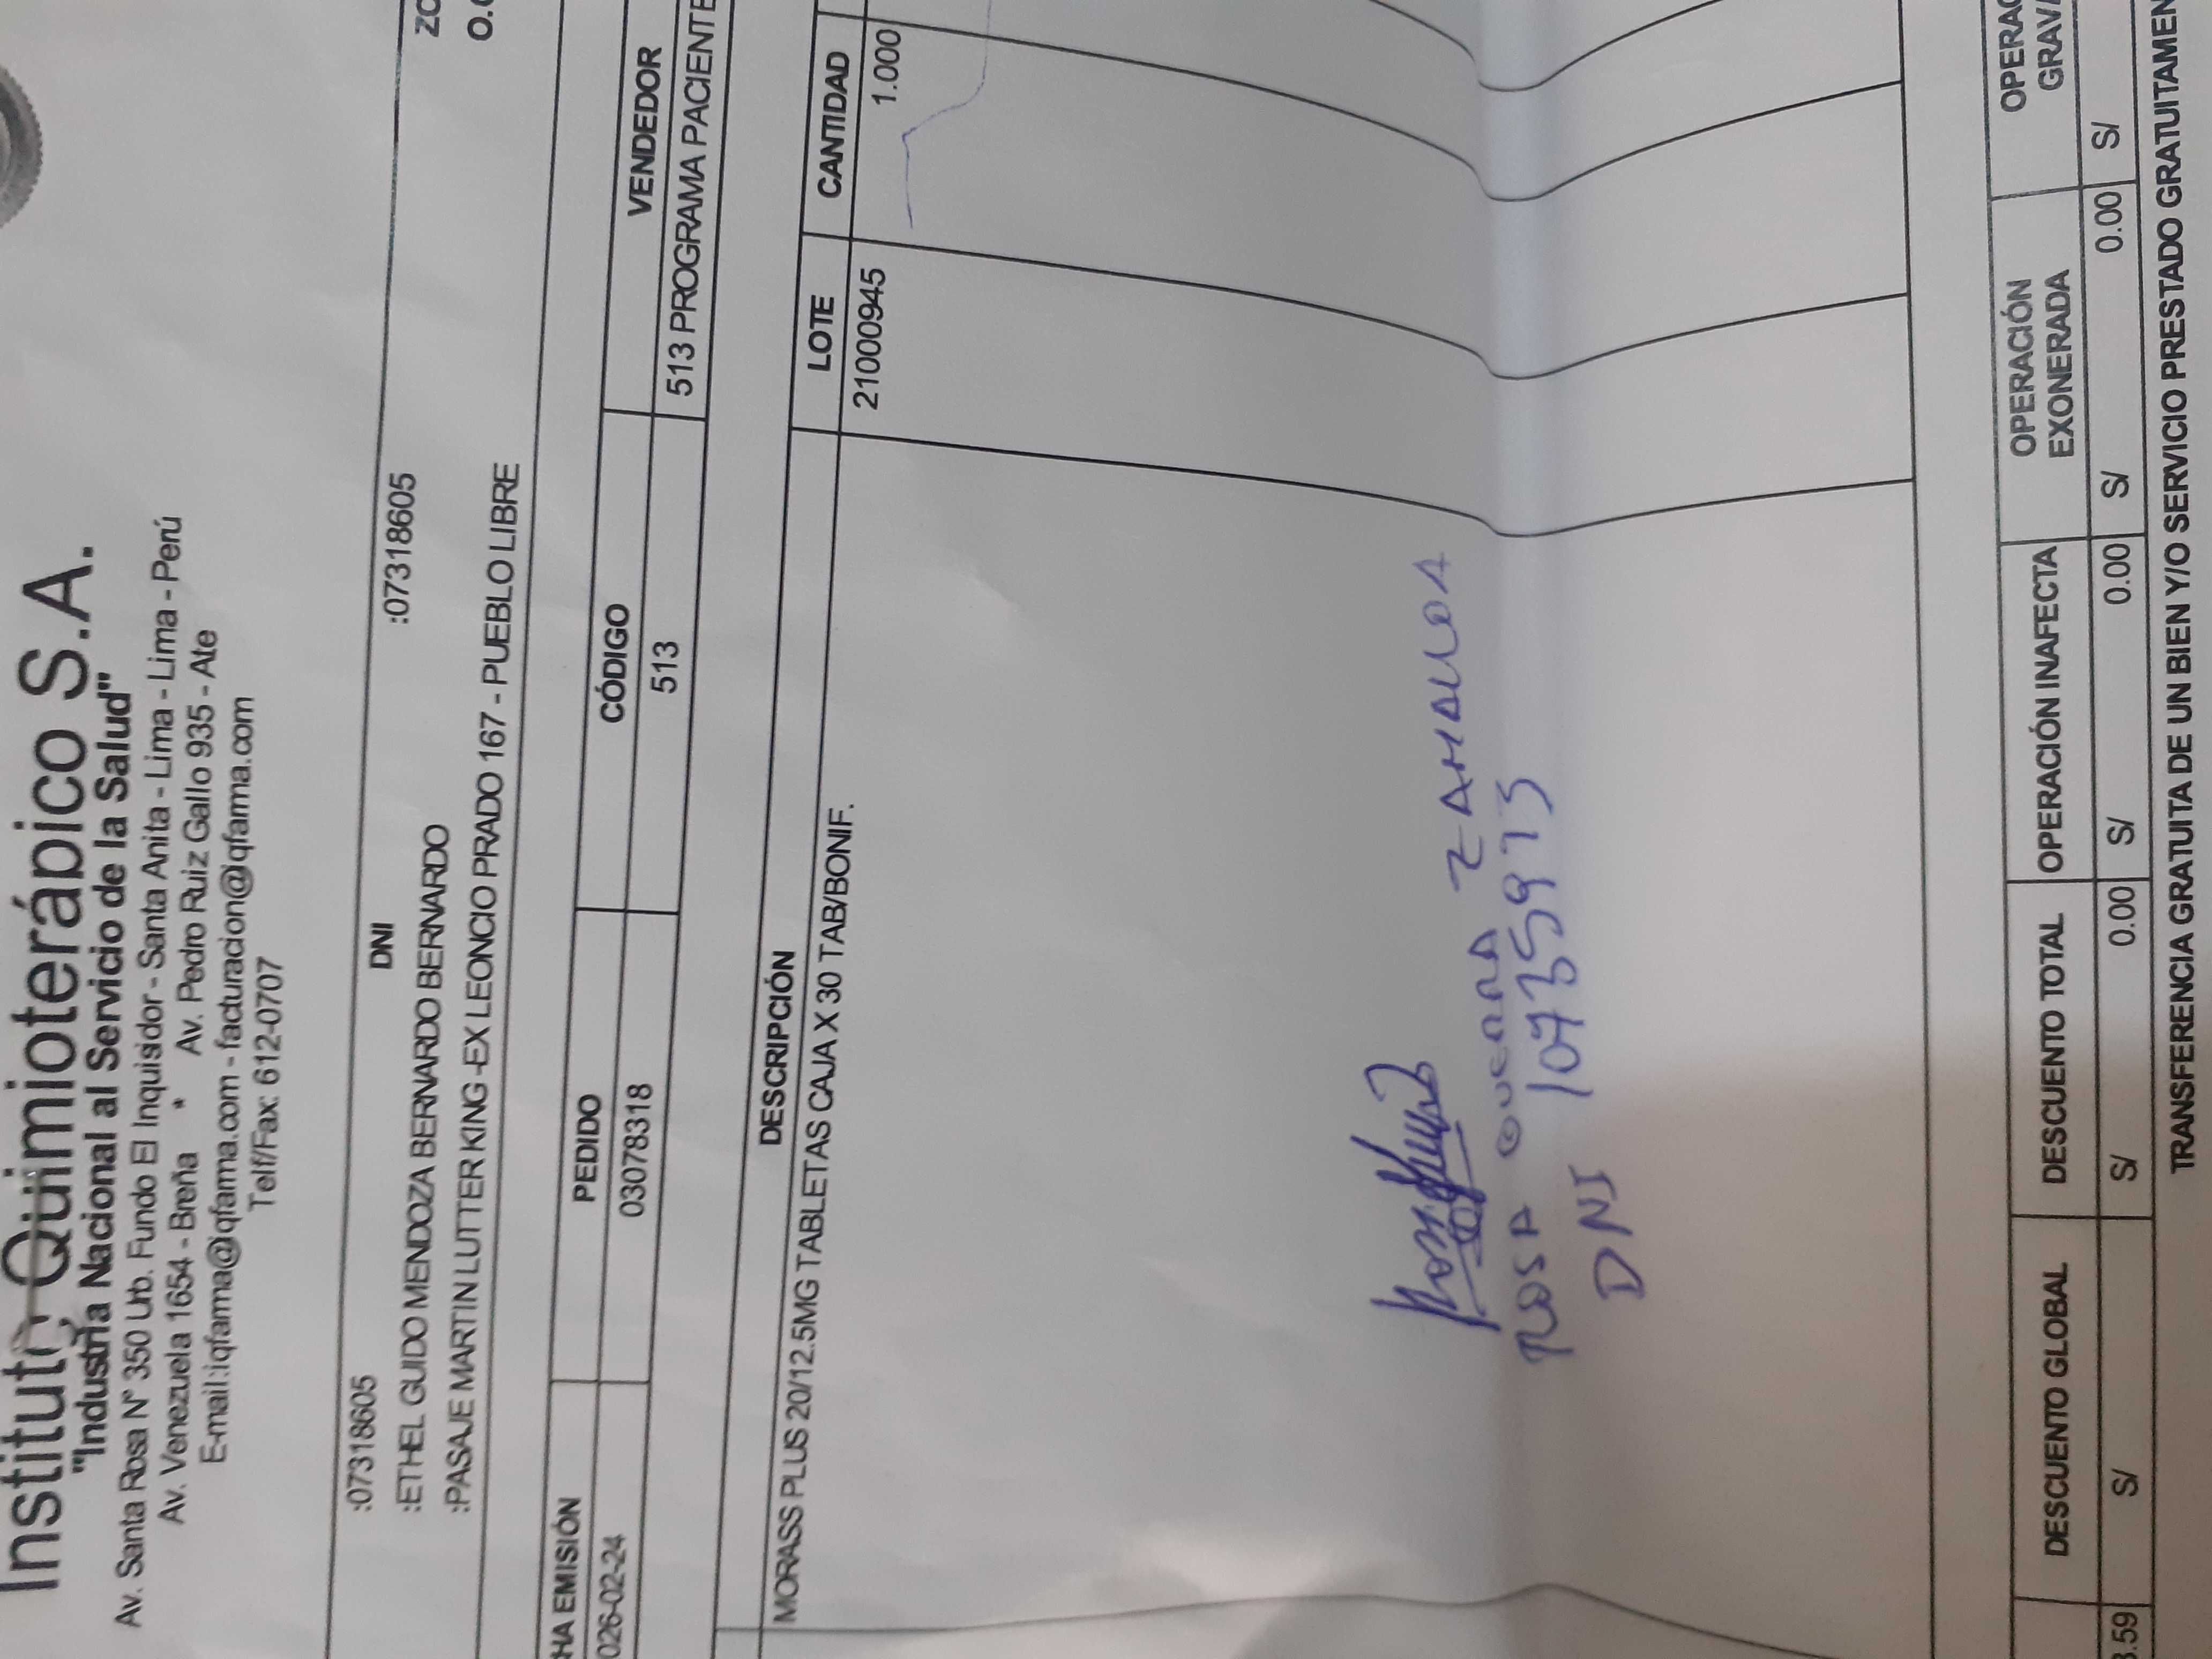 Instituto Quimioterápico S.A.
"Industria Nacional al Servicio de la Salud"
Av. Santa Rosa N° 350 Urb. Fundo El Inquisidor - Santa Anita - Lima - Lima - Perú
Av. Venezuela 1654 - Breña * Av. Pedro Ruiz Gallo 935 - Ate
E-mail:iqfarma@iqfarma.com - facturacion@iqfarma.com
Telf/Fax: 612-0707
:07318605 DNI :07318605
:ETHEL GUIDO MENDOZA BERNARDO BERNARDO ZO
:PASAJE MARTIN LUTTER KING -EX LEONCIO PRADO 167 - PUEBLO LIBRE O.C
HA EMISIÓN PEDIDO CÓDIGO VENDEDOR
026-02-24 03078318 513 513 PROGRAMA PACIENTE
DESCRIPCIÓN LOTE CANTIDAD
MORASS PLUS 20/12.5MG TABLETAS CAJA X 30 TAB/BONIF. 21000945 1.000
ROSA GUERRA ZAMALLOA
DNI
DESCUENTO GLOBAL DESCUENTO TOTAL OPERACIÓN INAFECTA OPERACIÓN EXONERADA OPERAC GRAVA
.59 S/ S/ 0.00 S/ 0.00 S/ 0.00 S/
TRANSFERENCIA GRATUITA DE UN BIEN Y/O SERVICIO PRESTADO GRATUITAMEN